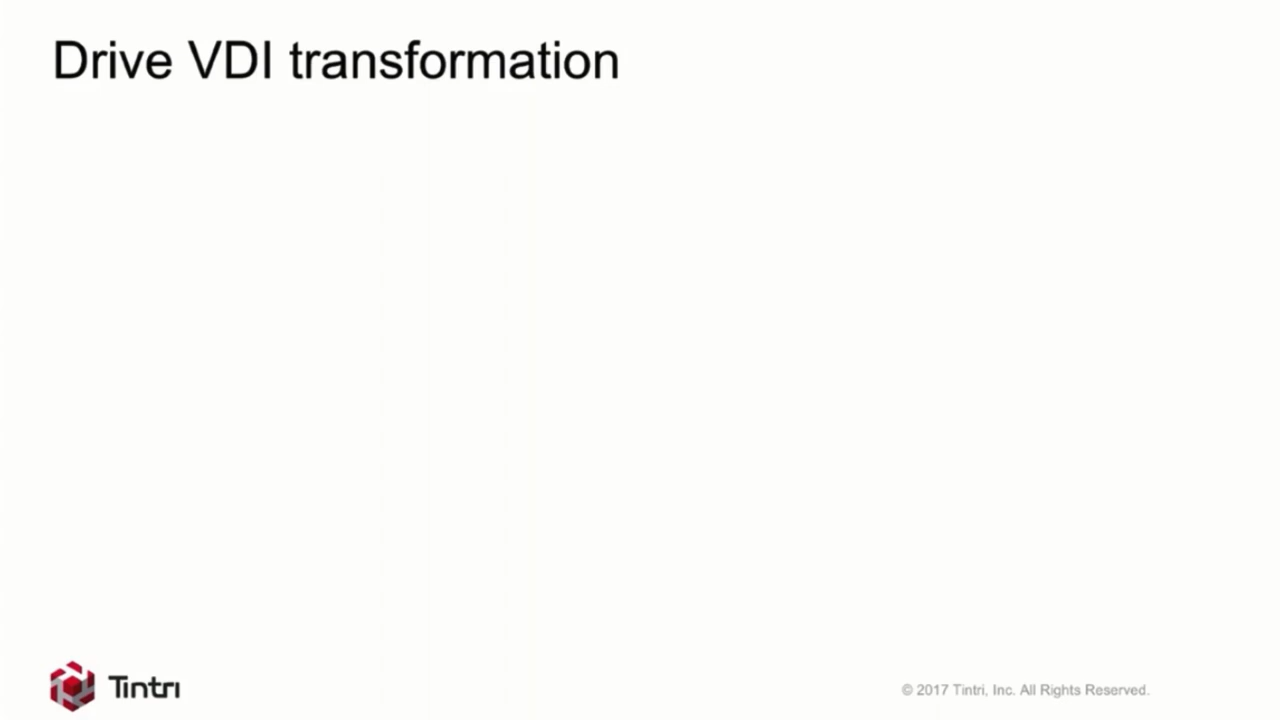 Drive VDI transformation
Tintri
© 2017 Tintri, Inc. All Rights Reserved.